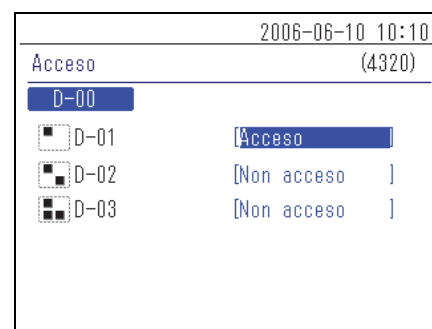 2006-06-10 10:10
Acceso (4320)
D-00
D-01 [Acceso ]
D-02 [Non acceso ]
D-03 [Non acceso ]